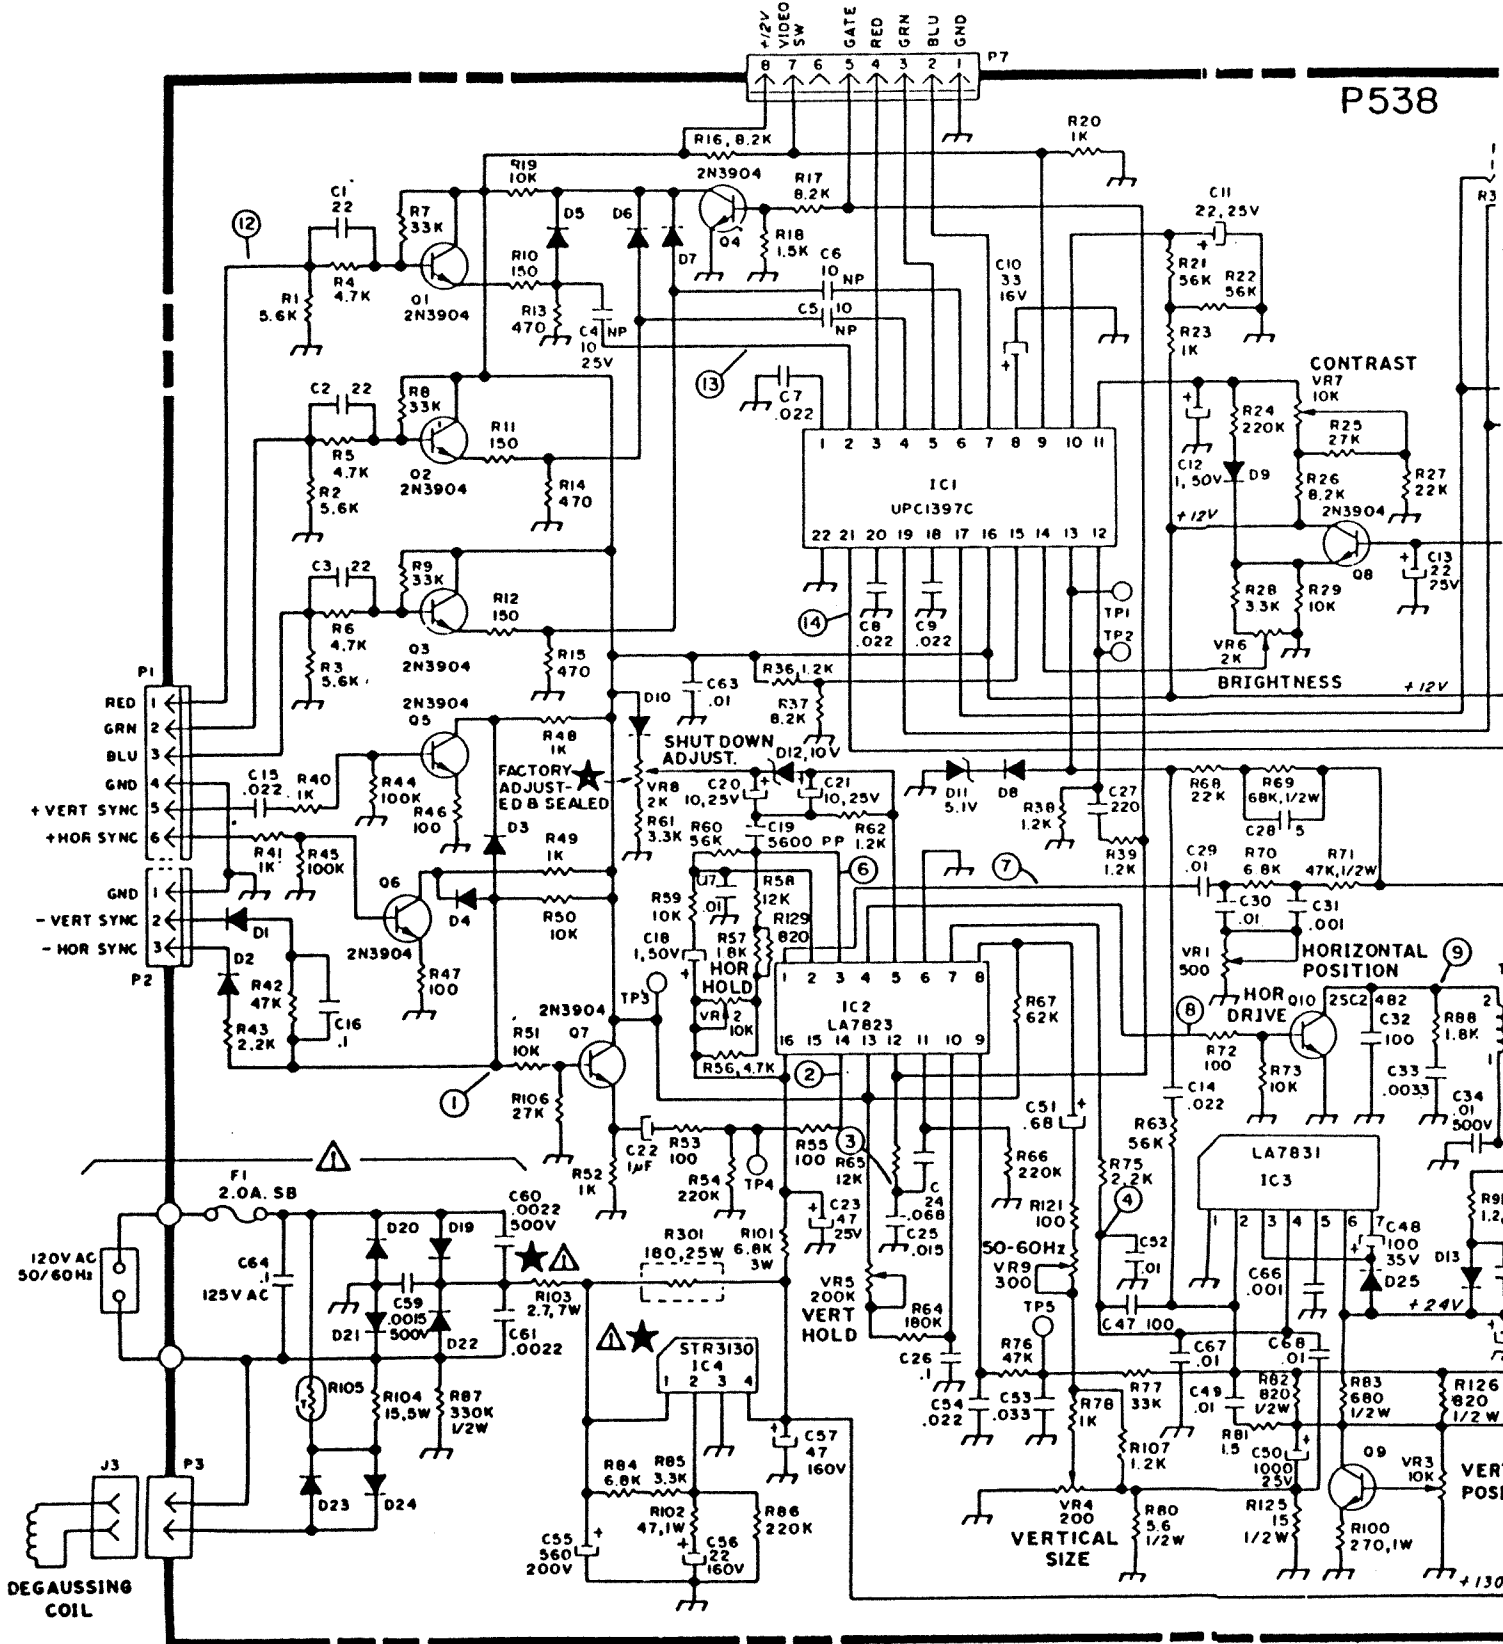 +12V
VIDEO
SW
GATE
RED
GRN
BLU
GND
8 7 6 5 4 3 2 1
P7
P538
R16, 8.2K
R20
1K
R19
10K
2N3904
R17
8.2K
C1
22
R7
33K
D5
D6
D7
Q4
R18
1.5K
C11
22, 25V
+
12
R4
4.7K
R1
5.6K
Q1
2N3904
R10
150
R13
470
C4 NP
10
25V
C6
10 NP
C5 10
NP
C10
33
16V
+
R21
56K
R22
56K
R23
1K
13
C7
.022
CONTRAST
VR7
10K
C2 22
R8
33K
R5
4.7K
R2
5.6K
Q2
2N3904
R11
150
R14
470
1 2 3 4 5 6 7 8 9 10 11
IC1
UPC1397C
22 21 20 19 18 17 16 15 14 13 12
+
C12
1, 50V
R24
220K
D9
R25
27K
R26
8.2K
R27
22K
+12V
2N3904
Q8
+
C13
22
25V
C3 22
R9
33K
R6
4.7K
R3
5.6K
Q3
2N3904
R12
150
R15
470
14
C8
.022
C9
.022
TP1
TP2
R28
3.3K
R29
10K
VR6
2K
BRIGHTNESS
+12V
P1
RED 1
GRN 2
BLU 3
GND 4
+VERT SYNC 5
+HOR SYNC 6
GND 1
- VERT SYNC 2
- HOR SYNC 3
P2
2N3904
Q5
R48
1K
D10
C63
.01
R36, 1.2K
R37
8.2K
SHUT DOWN
ADJUST.
FACTORY
ADJUST-
ED & SEALED
VR8
2K
R61
3.3K
D12, 10V
C20
10,25V
+
C21
10, 25V
+
R62
1.2K
D11
5.1V
D8
R38
1.2K
C27
220
R39
1.2K
R68
22K
R69
68K, 1/2W
C28 5
C15
.022
R40
1K
R44
100K
R46
100
D3
R49
1K
R60
56K
C19
5600 PP
6
7
R41
1K
R45
100K
Q6
2N3904
D4
R50
10K
R47
100
R59
10K
.01
R58
12K
R129
820
R57
1.8K
C18
1, 50V
+
HOR
HOLD
VR2
10K
R56, 4.7K
TP3
1 2 3 4 5 6 7 8
IC2
LA7823
16 15 14 13 12 11 10 9
R67
62K
C29
.01
R70
6.8K
R71
47K,1/2W
C30
.01
C31
.001
VR1
500
HORIZONTAL
POSITION
9
D1
D2
R42
47K
R43
2.2K
C16
.1
1
R51
10K
2N3904
Q7
R106
27K
8
HOR
DRIVE
Q10
2SC2482
R72
100
R73
10K
C32
100
R88
1.8K
C33
.0033
C34
.01
500V
2
1
2
3
C22
1μF
R52
1K
R53
100
R54
220K
TP4
R55
100
R65
12K
C
24
.068
C25
.015
R66
220K
C51
.68
+
C14
.022
R63
56K
R75
2.2K
4
C52
.01
C47 100
LA7831
IC3
1 2 3 4 5 6 7
C48
100
35V
+
D25
D13
+24V
C66
.001
F1
2.0A. SB
120V AC
50/60Hz
C64
.1
125V AC
D20
D19
D21
D22
C59
.0015
500V
C60
.0022
500V
C61
.0022
R103
2.7, 7W
R301
180,25W
R101
6.8K
3W
C23
47
25V
+
VR5
200K
VERT
HOLD
R64
180K
R121
100
50-60Hz
VR9
300
TP5
R105
T
R104
15,5W
R87
330K
1/2W
STR3130
IC4
1 2 3 4
C57
47
160V
+
C26
.1
R76
47K
C54
.022
C53
.033
R78
1K
R77
33K
R107
1.2K
C67
.01
C68
.01
C49
.01
R82
820
1/2W
R83
680
1/2W
R126
820
1/2 W
R81
1.5
C50
1000
25V
+
Q9
VR3
10K
J3
P3
D23
D24
DEGAUSSING
COIL
R84
6.8K
R85
3.3K
R102
47,1W
R86
220K
C55
560
200V
+
C56
22
160V
+
VR4
200
VERTICAL
SIZE
R80
5.6
1/2W
R125
15
1/2W
R100
270,1W
+130